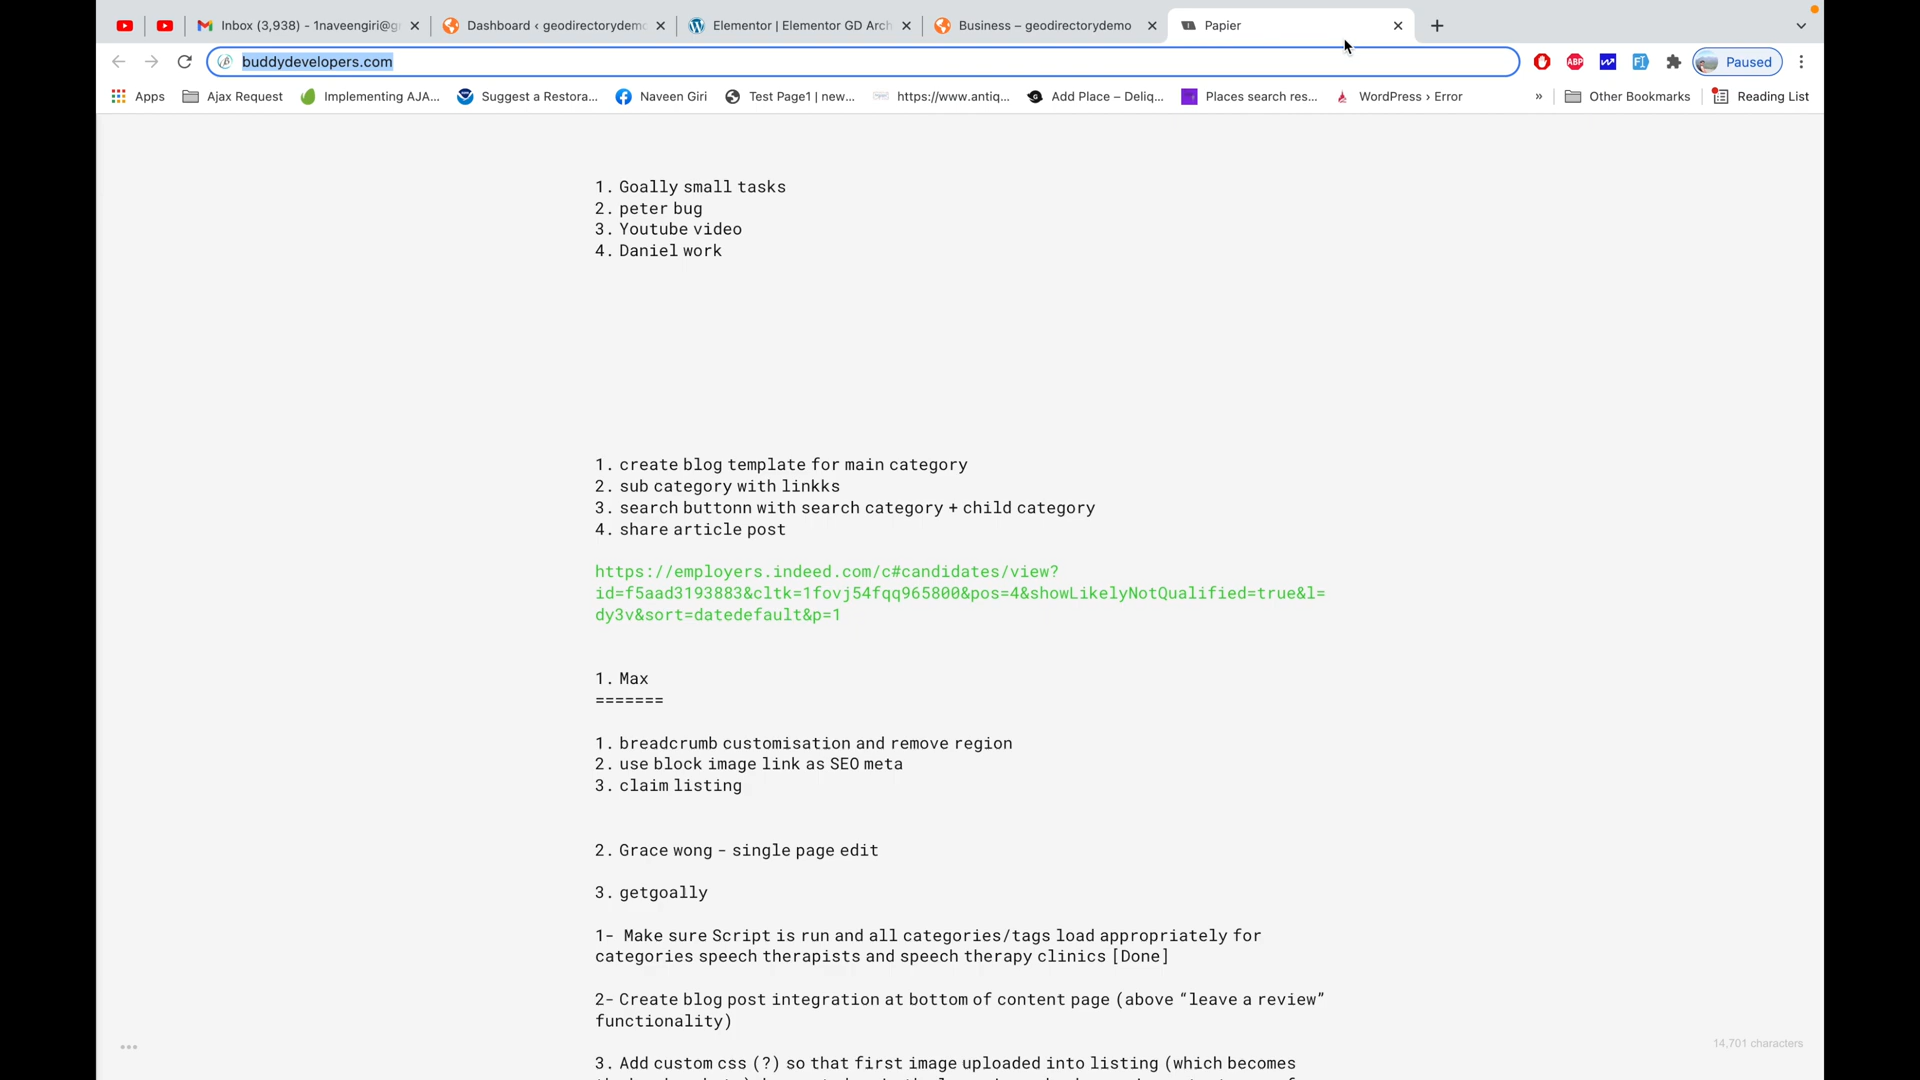 Inbox (3,938) - 1naveengiri@g
Dashboard ‹ geodirectorydemo
Elementor | Elementor GD Arch
Business – geodirectorydemo
Papier
buddydevelopers.com
ABP
Paused
Apps
Ajax Request
Implementing AJA...
Suggest a Restora...
Naveen Giri
Test Page1 | new...
https://www.antiq...
Add Place – Deliq...
Places search res...
WordPress › Error
»
Other Bookmarks
Reading List
1. Goally small tasks
2. peter bug
3. Youtube video
4. Daniel work
1. create blog template for main category
2. sub category with linkks
3. search buttonn with search category + child category
4. share article post
https://employers.indeed.com/c#candidates/view?
id=f5aad3193883&cltk=1fovj54fqq965800&pos=4&showLikelyNotQualified=true&l=
dy3v&sort=datedefault&p=1
1. Max
=======
1. breadcrumb customisation and remove region
2. use block image link as SEO meta
3. claim listing
2. Grace wong - single page edit
3. getgoally
1- Make sure Script is run and all categories/tags load appropriately for
categories speech therapists and speech therapy clinics [Done]
2- Create blog post integration at bottom of content page (above “leave a review”
functionality)
14,701 characters
3. Add custom css (?) so that first image uploaded into listing (which becomes